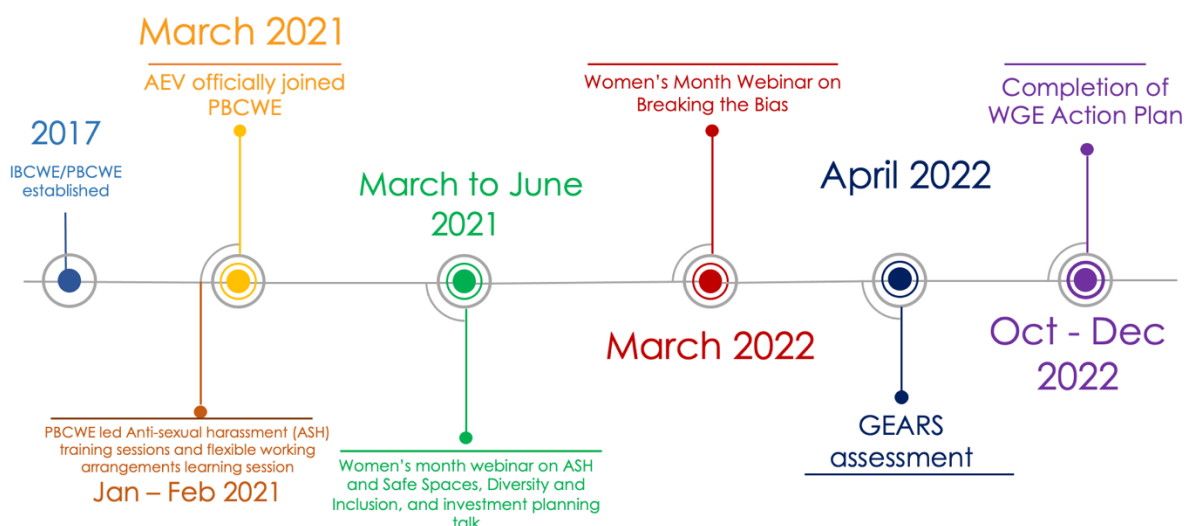 2017
IBCWE/PBCWE
established
PBCWE led Anti-sexual harassment (ASH)
training sessions and flexible working
arrangements learning session
Jan – Feb 2021
March 2021
AEV officially joined
PBCWE
March to June
2021
Women's month webinar on ASH
and Safe Spaces, Diversity and
Inclusion, and investment planning
talk
Women's Month Webinar on
Breaking the Bias
March 2022
April 2022
GEARS
assessment
Completion of
WGE Action Plan
Oct - Dec
2022